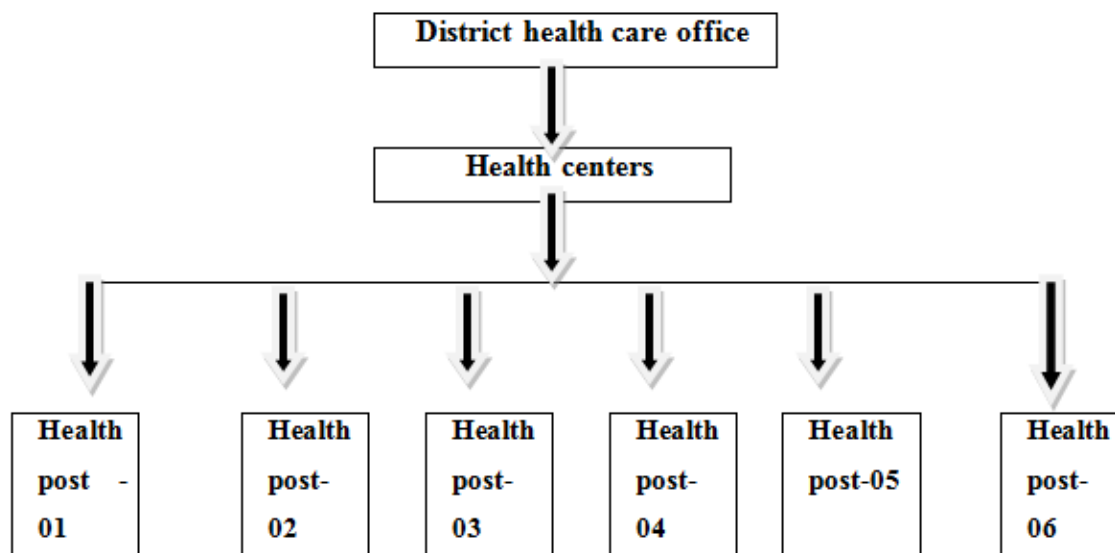 District health care office
Health centers
Health
post -
01
Health
post-
02
Health
post-
03
Health
post-
04
Health
post-05
Health
post-
06